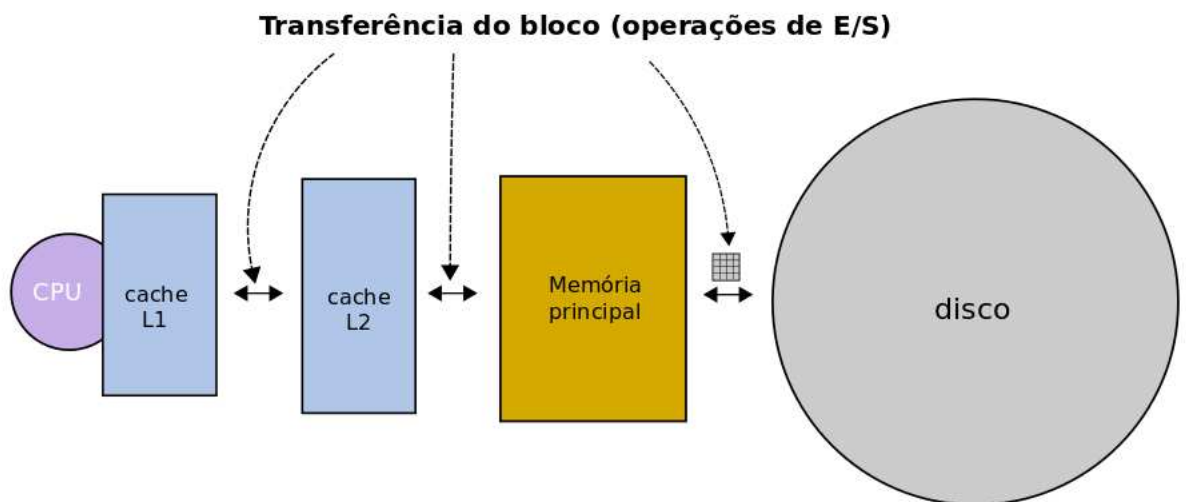 Transferência do bloco (operações de E/S)
CPU
cache
L1
cache
L2
Memória
principal
disco